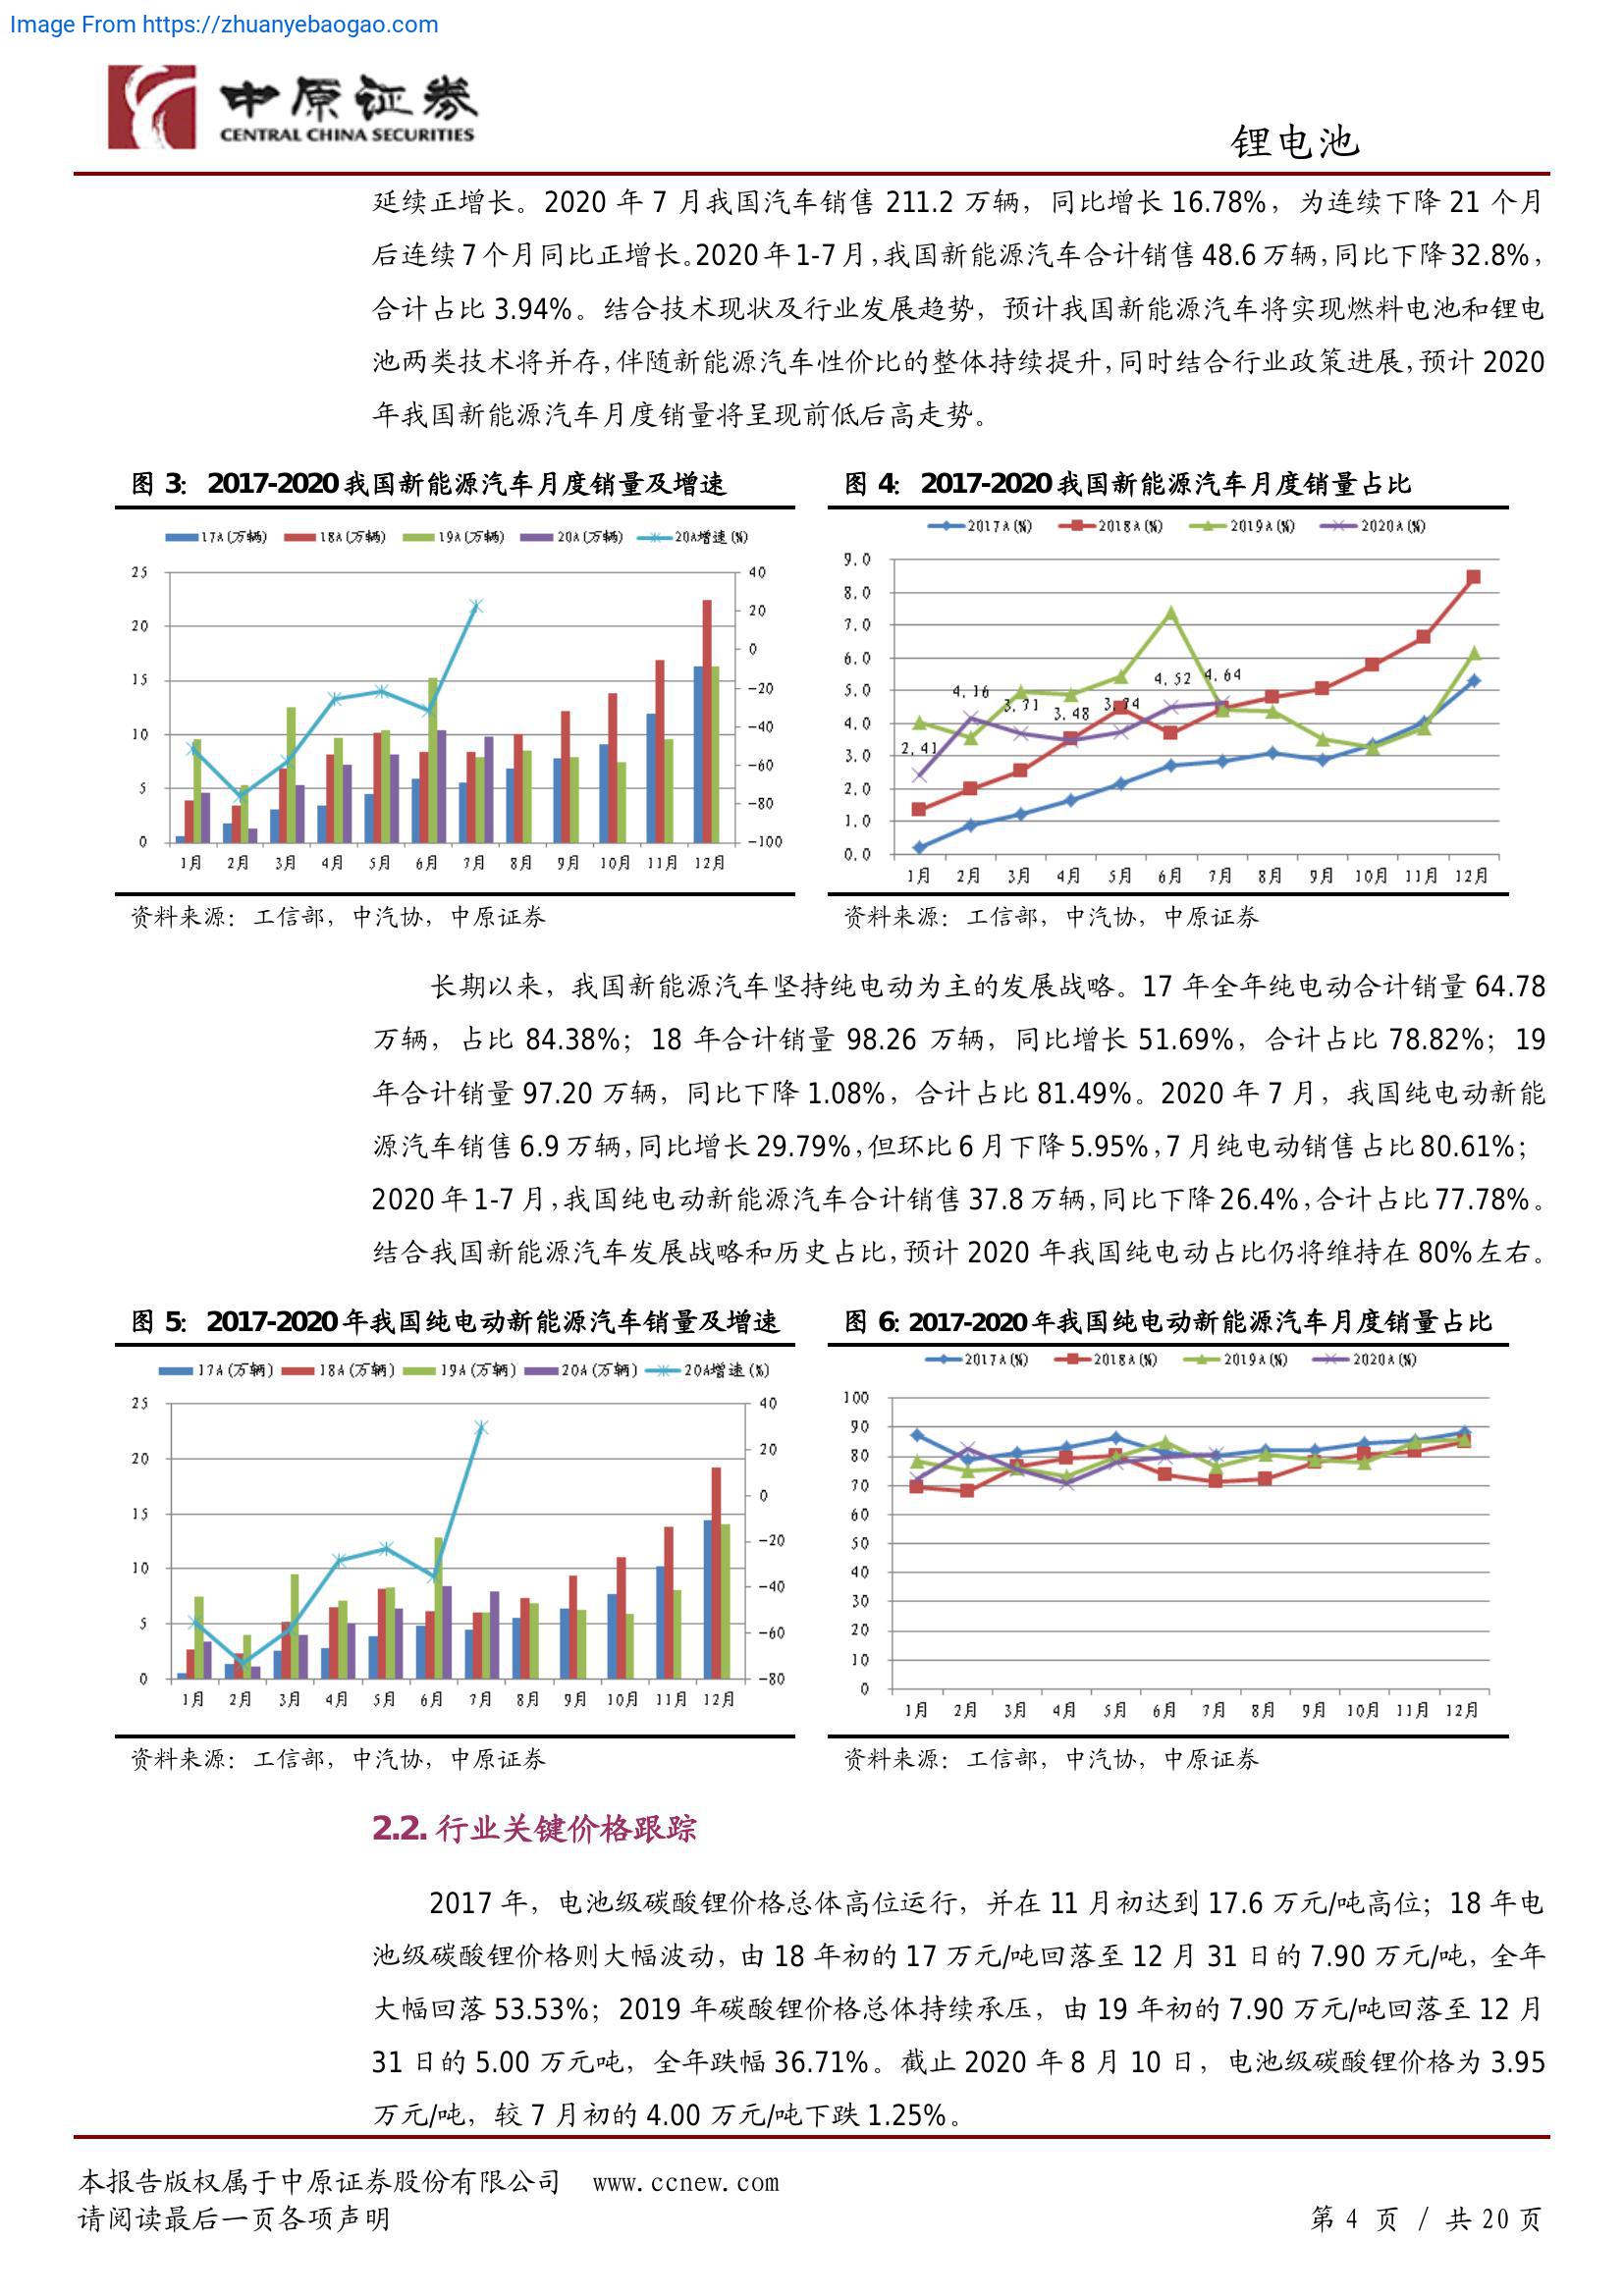 Image From https://zhuanyebaogao.com
中原证券
CENTRAL CHINA SECURITIES
锂电池
延续正增长。2020 年 7 月我国汽车销售 211.2 万辆，同比增长 16.78%，为连续下降 21 个月
后连续 7 个月同比正增长。2020 年 1-7 月，我国新能源汽车合计销售 48.6 万辆，同比下降 32.8%，
合计占比 3.94%。结合技术现状及行业发展趋势，预计我国新能源汽车将实现燃料电池和锂电
池两类技术将并存，伴随新能源汽车性价比的整体持续提升，同时结合行业政策进展，预计 2020
年我国新能源汽车月度销量将呈现前低后高走势。
图 3： 2017-2020 我国新能源汽车月度销量及增速
17A(万辆) 18A(万辆) 19A(万辆) 20A(万辆) 20A增速(%)
25 40
20 20
0
15 -20
10 -40
-60
5 -80
0 -100
1月 2月 3月 4月 5月 6月 7月 8月 9月 10月 11月 12月
资料来源：工信部，中汽协，中原证券
图 4： 2017-2020 我国新能源汽车月度销量占比
2017A(%) 2018A(%) 2019A(%) 2020A(%)
9.0
8.0
7.0
6.0
5.0
4.0
3.0
2.0
1.0
0.0
2.41 4.16 3.71 3.48 3.74 4.52 4.64
1月 2月 3月 4月 5月 6月 7月 8月 9月 10月 11月 12月
资料来源：工信部，中汽协，中原证券
长期以来，我国新能源汽车坚持纯电动为主的发展战略。17 年全年纯电动合计销量 64.78
万辆，占比 84.38%；18 年合计销量 98.26 万辆，同比增长 51.69%，合计占比 78.82%；19
年合计销量 97.20 万辆，同比下降 1.08%，合计占比 81.49%。2020 年 7 月，我国纯电动新能
源汽车销售 6.9 万辆，同比增长 29.79%，但环比 6 月下降 5.95%，7 月纯电动销售占比 80.61%；
2020 年 1-7 月，我国纯电动新能源汽车合计销售 37.8 万辆，同比下降 26.4%，合计占比 77.78%。
结合我国新能源汽车发展战略和历史占比，预计 2020 年我国纯电动占比仍将维持在 80%左右。
图 5： 2017-2020 年我国纯电动新能源汽车销量及增速
17A(万辆) 18A(万辆) 19A(万辆) 20A(万辆) 20A增速(%)
25 40
20 20
15 0
10 -20
-40
5 -60
0 -80
1月 2月 3月 4月 5月 6月 7月 8月 9月 10月 11月 12月
资料来源：工信部，中汽协，中原证券
图 6: 2017-2020 年我国纯电动新能源汽车月度销量占比
2017A(%) 2018A(%) 2019A(%) 2020A(%)
100
90
80
70
60
50
40
30
20
10
0
1月 2月 3月 4月 5月 6月 7月 8月 9月 10月 11月 12月
资料来源：工信部，中汽协，中原证券
2.2. 行业关键价格跟踪
2017 年，电池级碳酸锂价格总体高位运行，并在 11 月初达到 17.6 万元/吨高位；18 年电
池级碳酸锂价格则大幅波动，由 18 年初的 17 万元/吨回落至 12 月 31 日的 7.90 万元/吨，全年
大幅回落 53.53%；2019 年碳酸锂价格总体持续承压，由 19 年初的 7.90 万元/吨回落至 12 月
31 日的 5.00 万元吨，全年跌幅 36.71%。截止 2020 年 8 月 10 日，电池级碳酸锂价格为 3.95
万元/吨，较 7 月初的 4.00 万元/吨下跌 1.25%。
本报告版权属于中原证券股份有限公司 www.ccnew.com
请阅读最后一页各项声明 第 4 页 / 共 20 页